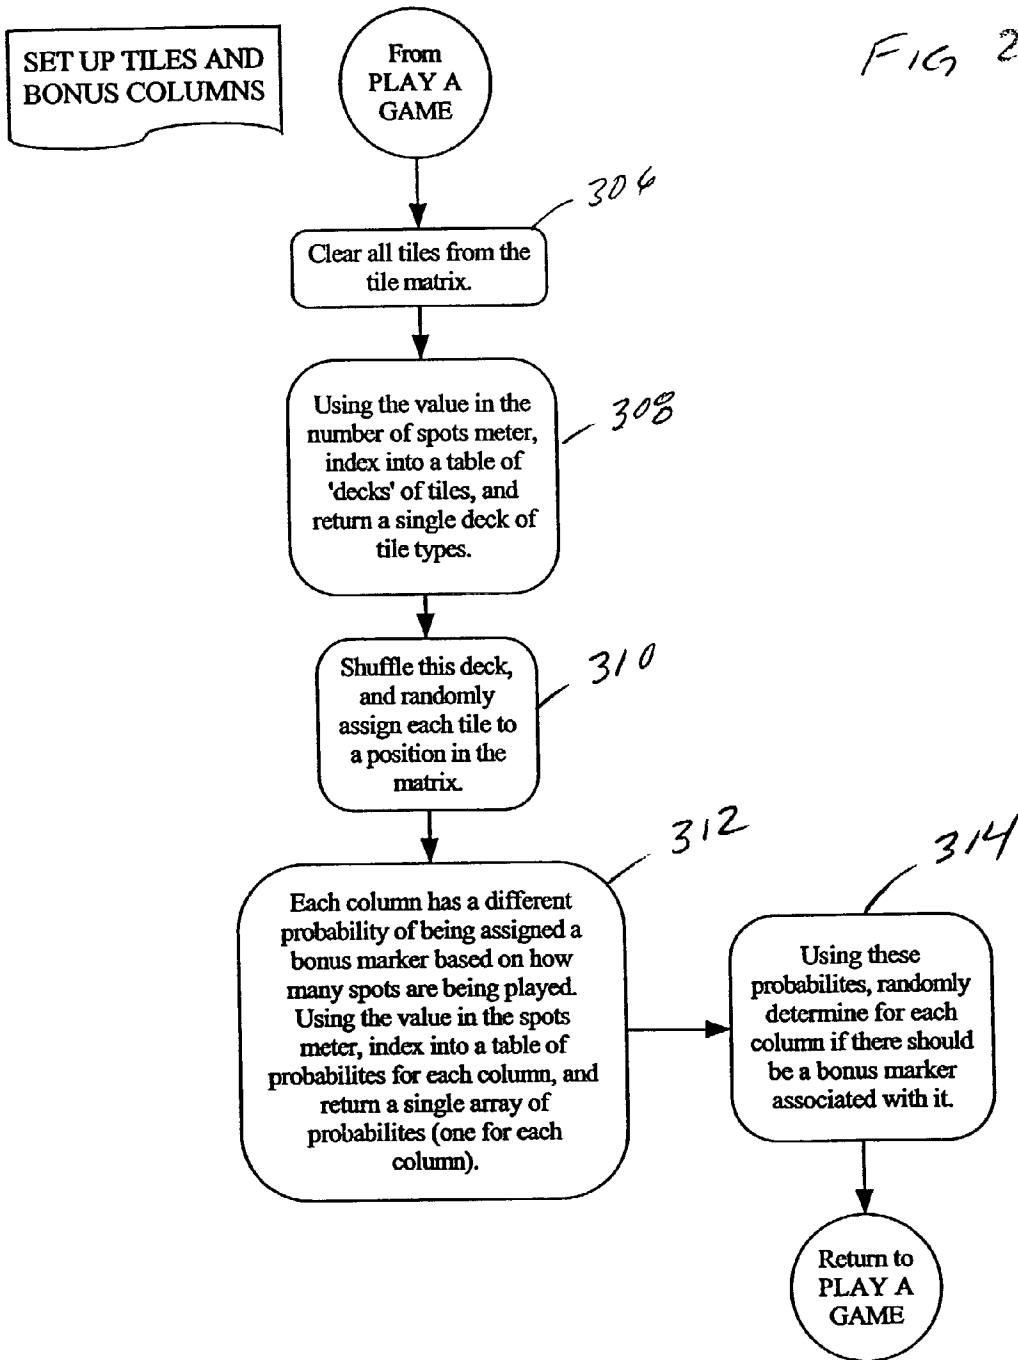 SET UP TILES AND
BONUS COLUMNS
From
PLAY A
GAME
FIG 2
306
Clear all tiles from the
tile matrix.
308
Using the value in the
number of spots meter,
index into a table of
'decks' of tiles, and
return a single deck of
tile types.
310
Shuffle this deck,
and randomly
assign each tile to
a position in the
matrix.
312
Each column has a different
probability of being assigned a
bonus marker based on how
many spots are being played.
Using the value in the spots
meter, index into a table of
probabilites for each column, and
return a single array of
probabilites (one for each
column).
314
Using these
probabilites, randomly
determine for each
column if there should
be a bonus marker
associated with it.
Return to
PLAY A
GAME